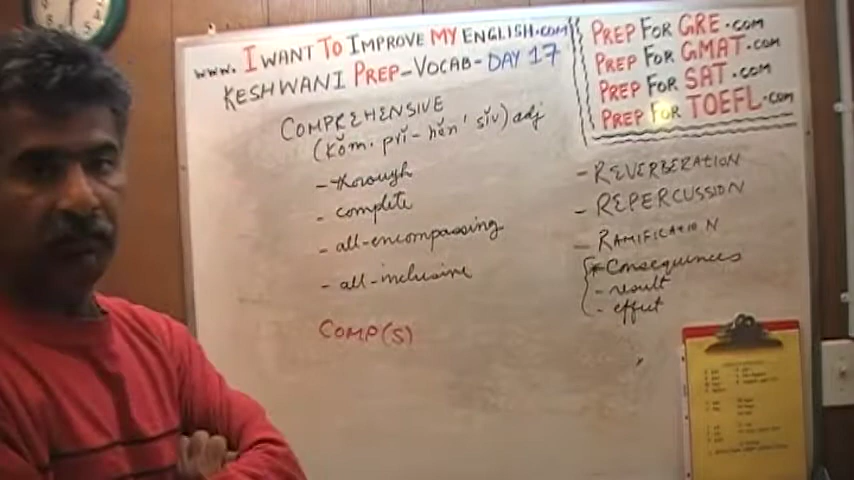 www. I WANT TO IMPROVE MY ENGLISH.COM
KESHWANI PREP-VOCAB-DAY 17
PREP FOR GRE.COM
PREP FOR GMAT.COM
PREP FOR SAT.COM
PREP FOR TOEFL.COM
COMPREHENSIVE
(kŏm. prĭ-hĕn' sĭv) adj
- thorough
- complete
- all-encompassing
- all-inclusive
COMP(S)
- REVERBERATION
- REPERCUSSION
- RAMIFICATION
* Consequences
- result
- effect